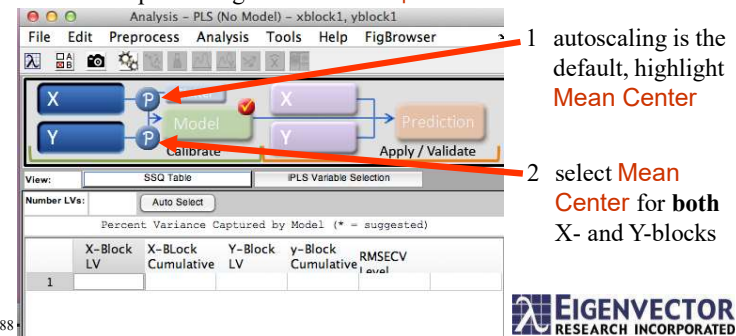 Analysis - PLS (No Model) - xblock1, yblock1
File Edit Preprocess Analysis Tools Help FigBrowser
X P X
Model Prediction
Y P Y
Calibrate Apply / Validate
View: SSQ Table iPLS Variable Selection
Number LVs: Auto Select
Percent Variance Captured by Model (* = suggested)
X-Block X-BLock Y-Block y-Block RMSECV
LV Cumulative LV Cumulative Level
1
1 autoscaling is the
default, highlight
Mean Center
2 select Mean
Center for both
X- and Y-blocks
88
EIGENVECTOR
RESEARCH INCORPORATED